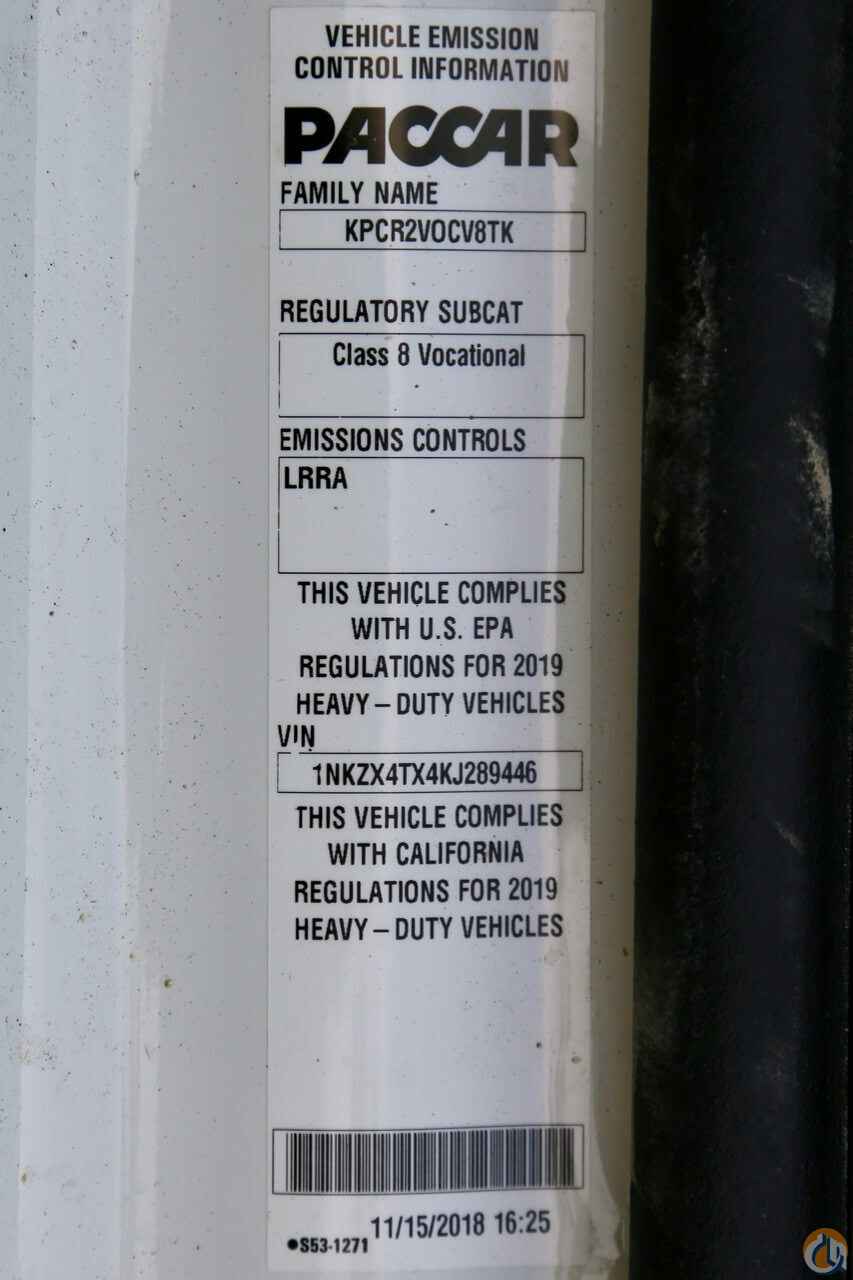 VEHICLE EMISSION
CONTROL INFORMATION
PACCAR
FAMILY NAME
KPCR2VOCV8TK
REGULATORY SUBCAT
Class 8 Vocational
EMISSIONS CONTROLS
LRRA
THIS VEHICLE COMPLIES
WITH U.S. EPA
REGULATIONS FOR 2019
HEAVY-DUTY VEHICLES
VIN
1NKZX4TX4KJ289446
THIS VEHICLE COMPLIES
WITH CALIFORNIA
REGULATIONS FOR 2019
HEAVY-DUTY VEHICLES
●S53-1271 11/15/2018 16:25